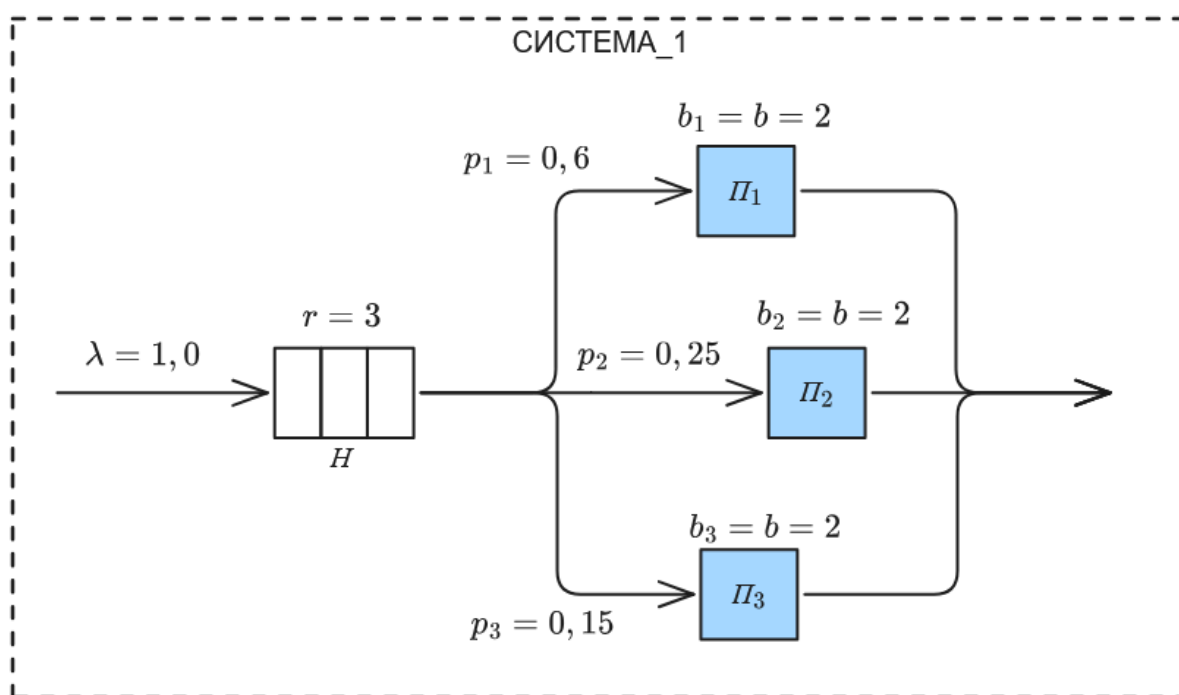 СИСТЕМА_1
b₁ = b = 2
p₁ = 0,6
П₁
r = 3
b₂ = b = 2
λ = 1,0
p₂ = 0,25
П₂
H
b₃ = b = 2
П₃
p₃ = 0,15